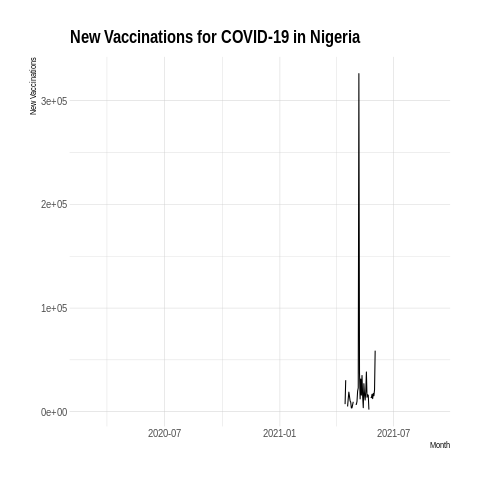 New Vaccinations for COVID-19 in Nigeria
New Vaccinations
3e+05
2e+05
1e+05
0e+00
2020-07 2021-01 2021-07
Month